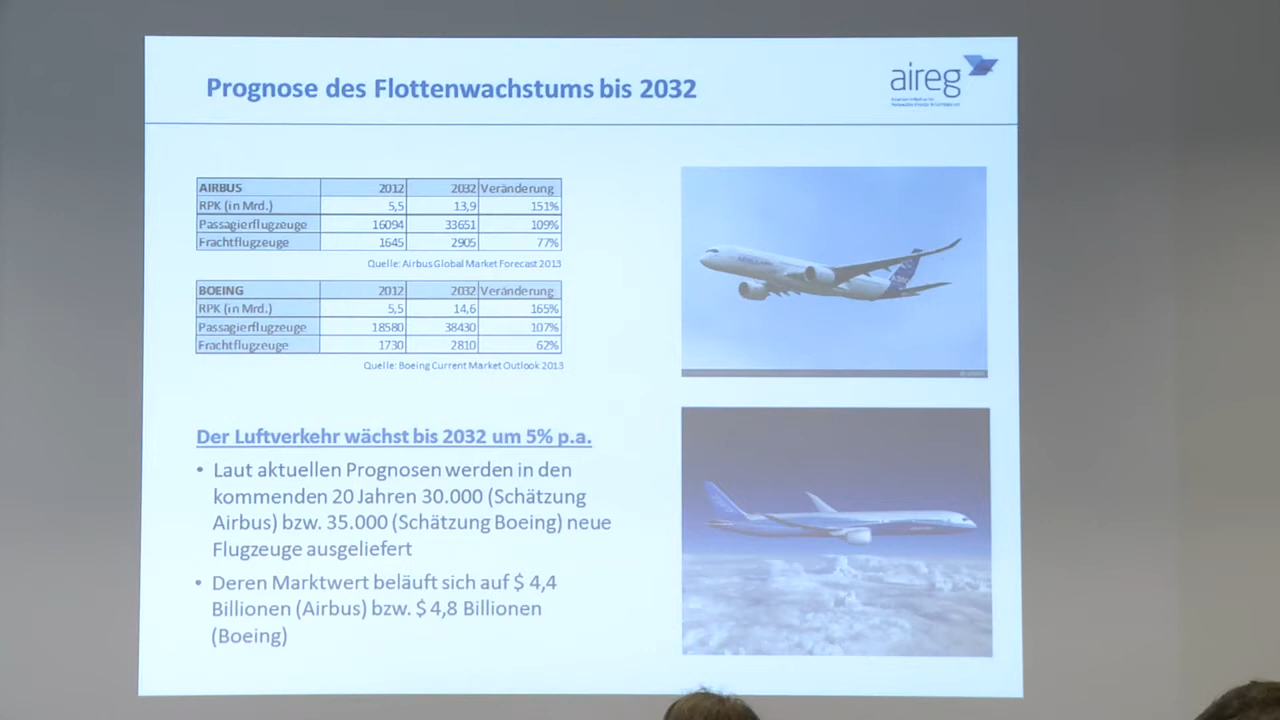 Prognose des Flottenwachstums bis 2032
aireg
AIRBUS 2012 2032 Veränderung
RPK (in Mrd.) 5,5 13,9 151%
Passagierflugzeuge 16094 33651 109%
Frachtflugzeuge 1645 2905 77%
Quelle: Airbus Global Market Forecast 2013
BOEING 2012 2032 Veränderung
RPK (in Mrd.) 5,5 14,6 165%
Passagierflugzeuge 18580 38430 107%
Frachtflugzeuge 1730 2810 62%
Quelle: Boeing Current Market Outlook 2013
Der Luftverkehr wächst bis 2032 um 5% p.a.
• Laut aktuellen Prognosen werden in den
kommenden 20 Jahren 30.000 (Schätzung
Airbus) bzw. 35.000 (Schätzung Boeing) neue
Flugzeuge ausgeliefert
• Deren Marktwert beläuft sich auf $ 4,4
Billionen (Airbus) bzw. $ 4,8 Billionen
(Boeing)